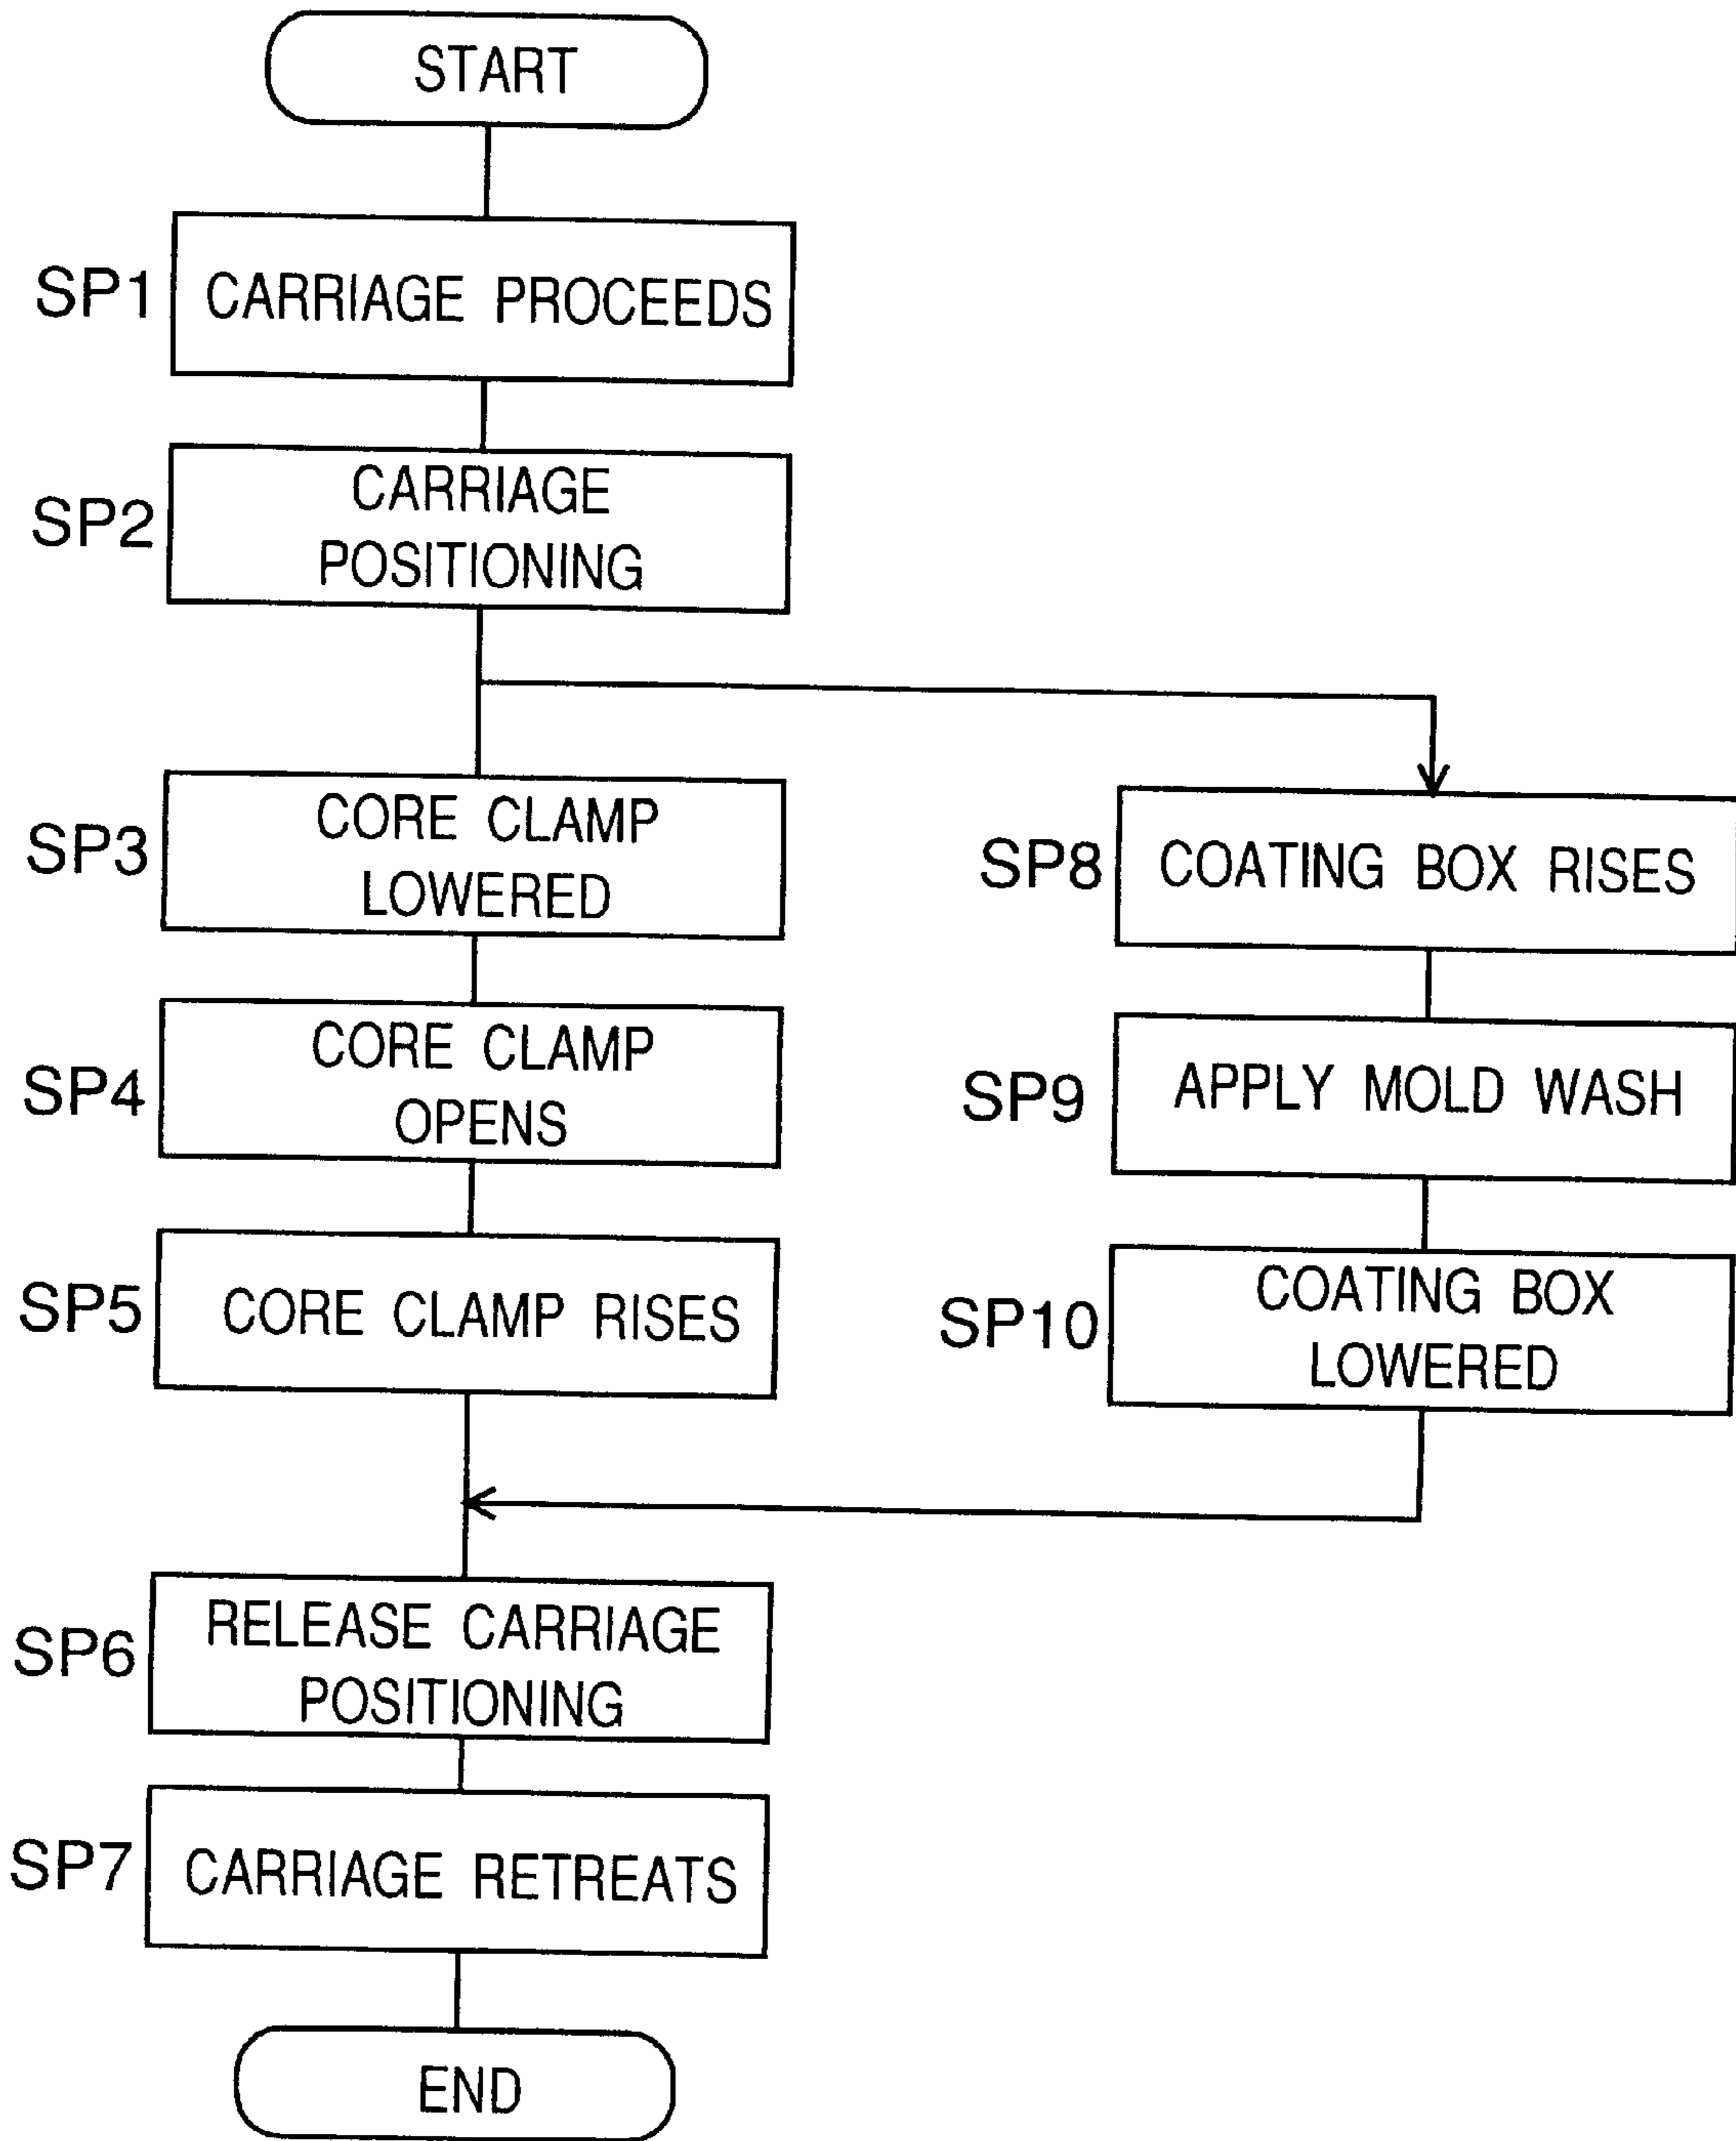 START
SP1
CARRIAGE PROCEEDS
SP2
CARRIAGE
POSITIONING
SP3
CORE CLAMP
LOWERED
SP4
CORE CLAMP
OPENS
SP5
CORE CLAMP RISES
SP8
COATING BOX RISES
SP9
APPLY MOLD WASH
SP10
COATING BOX
LOWERED
SP6
RELEASE CARRIAGE
POSITIONING
SP7
CARRIAGE RETREATS
END